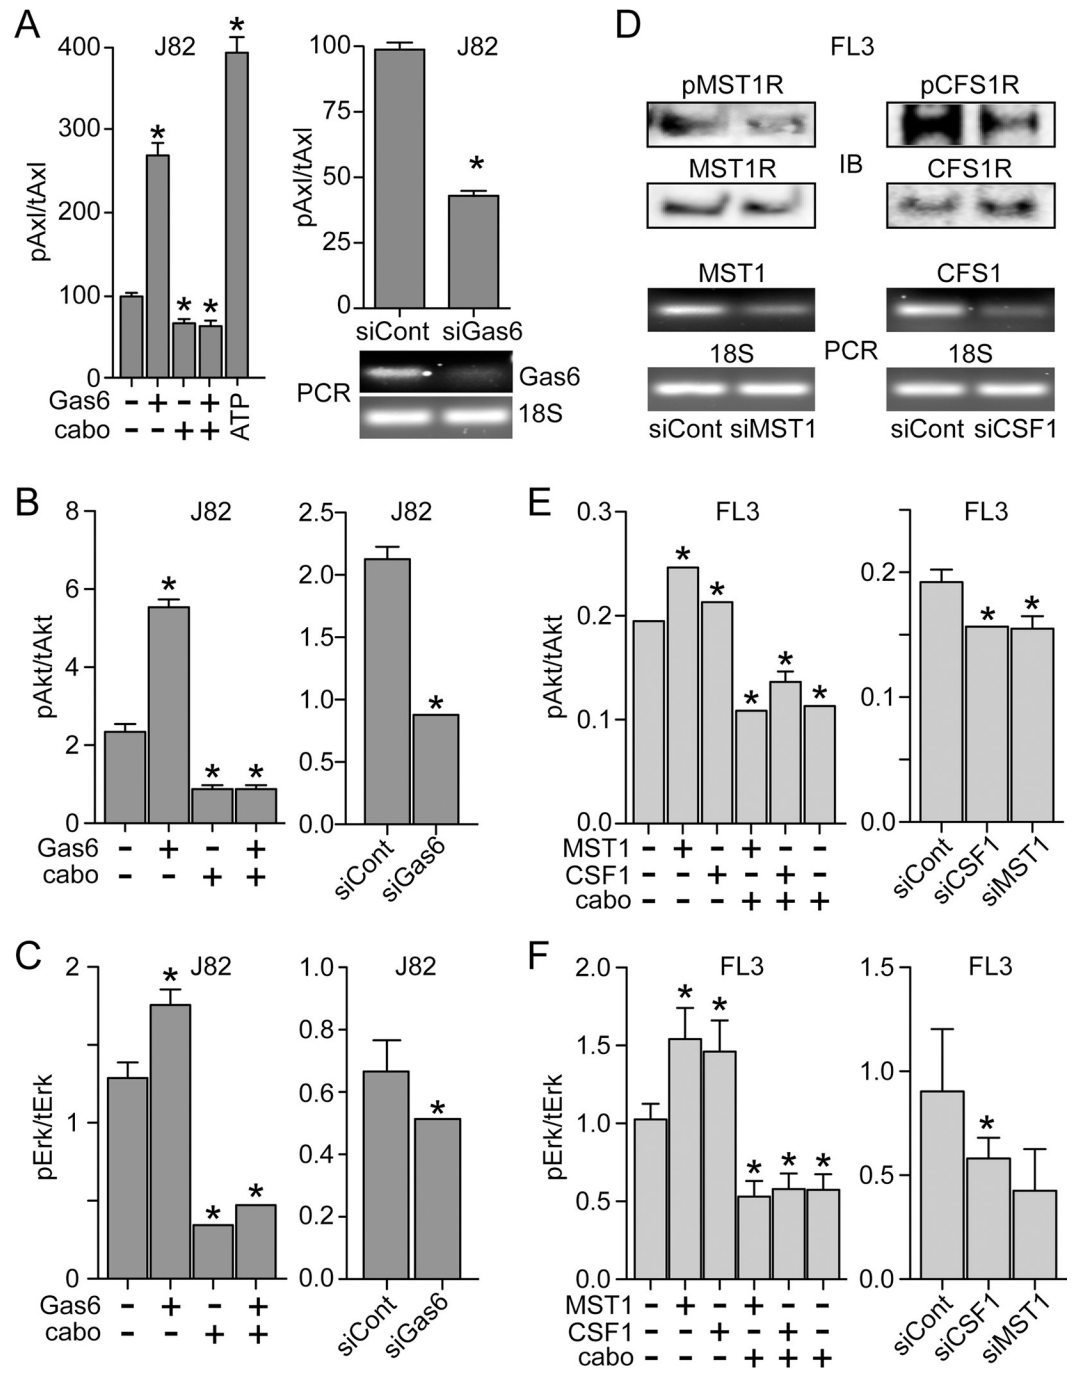 A
J82
pAxl/tAxl
400
300
200
100
0
Gas6 - + - + ATP
cabo - - + +
*
*
*
*
J82
pAxl/tAxl
100
75
50
25
0
*
siCont siGas6
PCR
Gas6
18S
D
FL3
pMST1R pCFS1R
IB
MST1R CFS1R
MST1 CFS1
PCR
18S 18S
siCont siMST1 siCont siCSF1
B
J82
pAkt/tAkt
8
6
4
2
0
*
*
*
Gas6 - + - +
cabo - - + +
J82
2.5
2.0
1.5
1.0
0.5
0.0
*
siCont
siGas6
E
FL3
pAkt/tAkt
0.3
0.2
0.1
0.0
*
*
*
*
*
MST1 - + - + - -
CSF1 - - + - + -
cabo - - - + + +
FL3
0.2
0.1
0.0
*
*
siCont
siCSF1
siMST1
C
J82
pErk/tErk
2
1
0
*
*
*
Gas6 - + - +
cabo - - + +
J82
1.0
0.8
0.6
0.4
0.2
0.0
*
siCont
siGas6
F
FL3
pErk/tErk
2.0
1.5
1.0
0.5
0.0
*
*
*
*
*
MST1 - + - + - -
CSF1 - - + - + -
cabo - - - + + +
FL3
1.5
1.0
0.5
0.0
*
siCont
siCSF1
siMST1